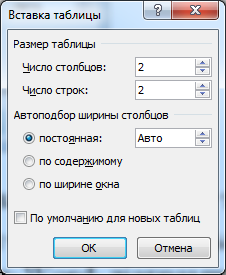 Вставка таблицы
Размер таблицы
Число столбцов: 2
Число строк: 2
Автоподбор ширины столбцов
постоянная: Авто
по содержимому
по ширине окна
По умолчанию для новых таблиц
ОК Отмена